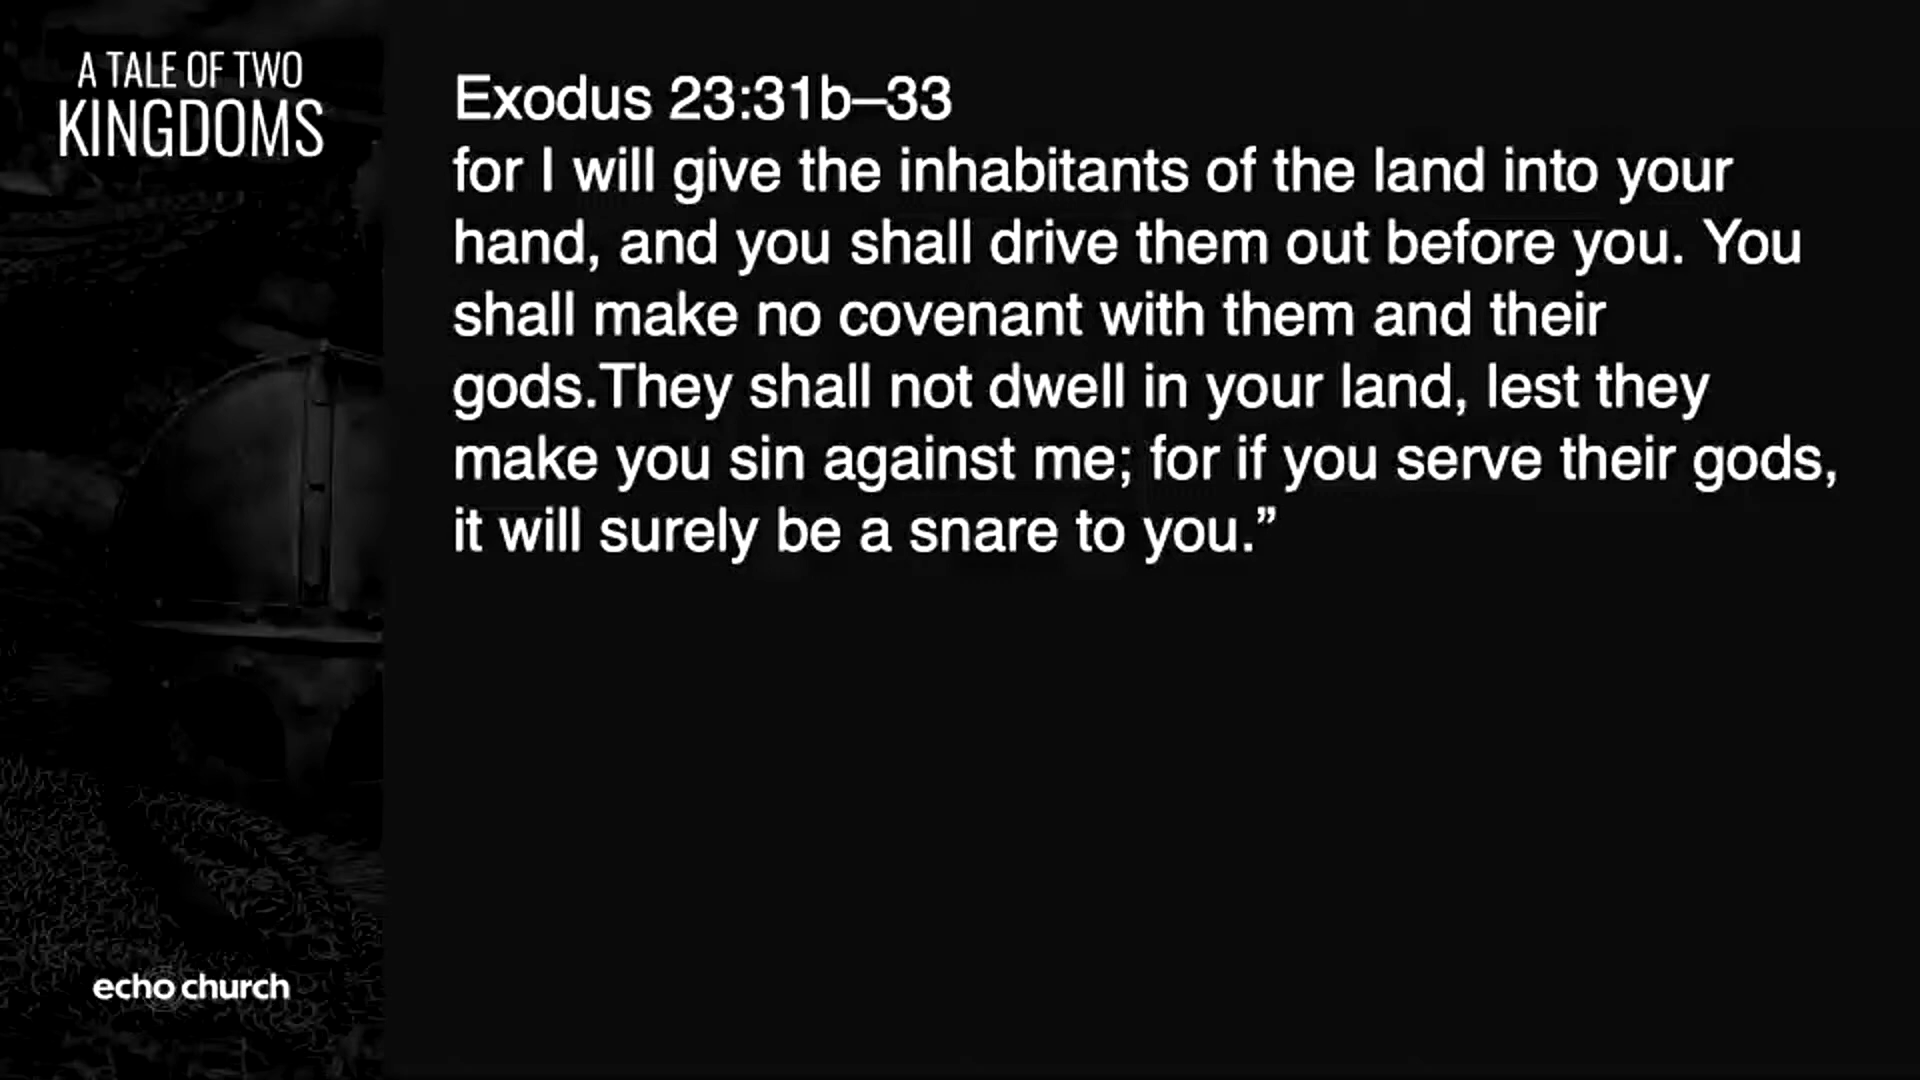 A TALE OF TWO
KINGDOMS
Exodus 23:31b–33
for I will give the inhabitants of the land into your
hand, and you shall drive them out before you. You
shall make no covenant with them and their
gods.They shall not dwell in your land, lest they
make you sin against me; for if you serve their gods,
it will surely be a snare to you.”
echo church